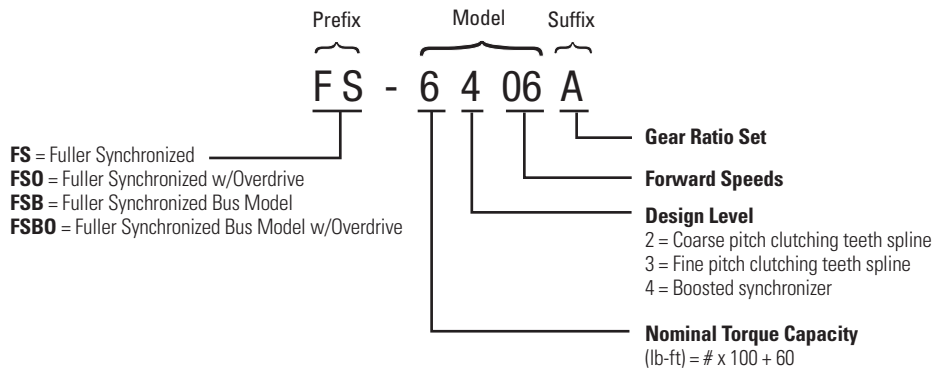 Prefix Model Suffix
FS - 6 4 06 A
FS = Fuller Synchronized
FSO = Fuller Synchronized w/Overdrive
FSB = Fuller Synchronized Bus Model
FSBO = Fuller Synchronized Bus Model w/Overdrive
Gear Ratio Set
Forward Speeds
Design Level
2 = Coarse pitch clutching teeth spline
3 = Fine pitch clutching teeth spline
4 = Boosted synchronizer
Nominal Torque Capacity
(lb-ft) = # x 100 + 60